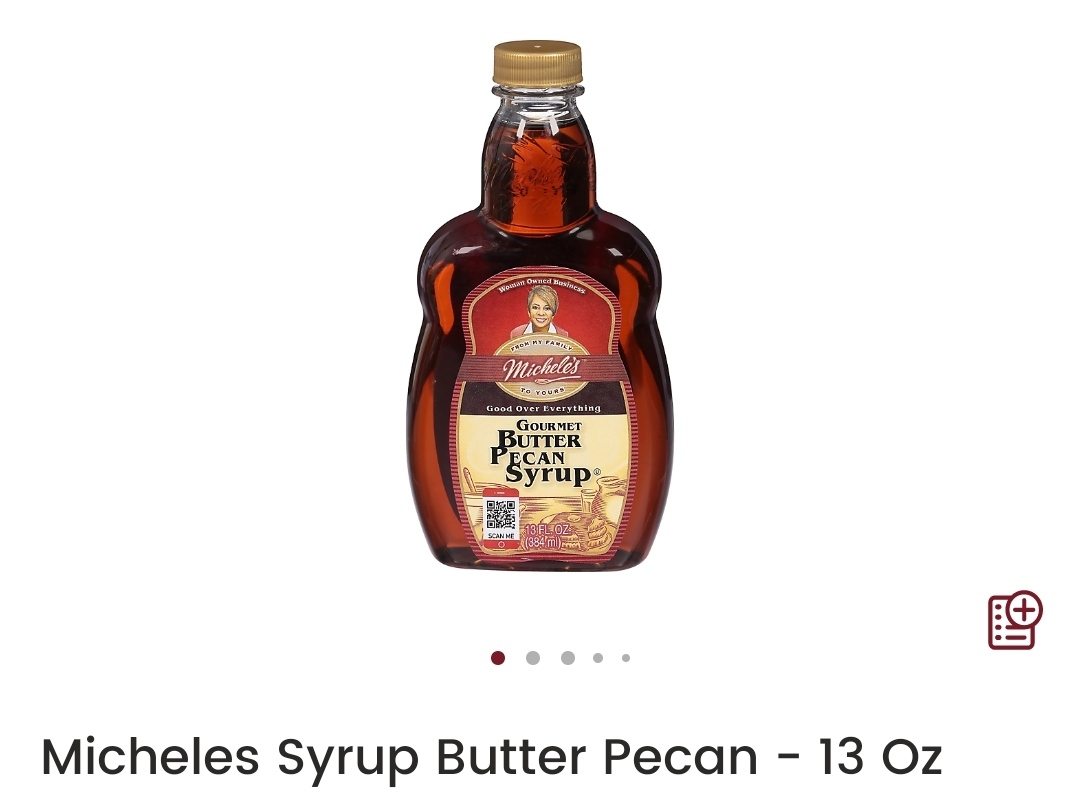 Woman Owned Business
FROM MY FAMILY
Michele's
TO YOURS
Good Over Everything
GOURMET
BUTTER
PECAN
Syrup®
SCAN ME
13 FL. OZ.
(384 ml)
Micheles Syrup Butter Pecan - 13 Oz